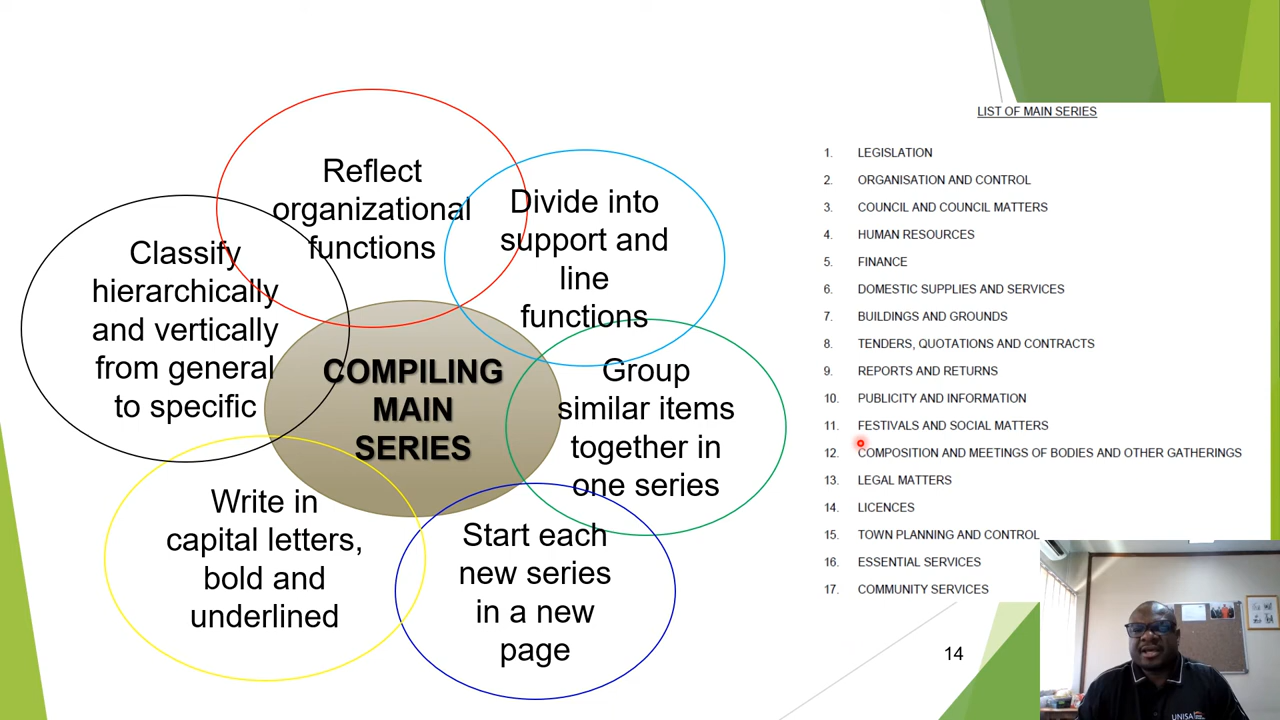 Reflect
organizational
functions
Divide into
support and
line
functions
Group
similar items
together in
one series
Start each
new series
in a new
page
Write in
capital letters,
bold and
underlined
Classify
hierarchically
and vertically
from general
to specific
COMPILING
MAIN
SERIES
LIST OF MAIN SERIES
1. LEGISLATION
2. ORGANISATION AND CONTROL
3. COUNCIL AND COUNCIL MATTERS
4. HUMAN RESOURCES
5. FINANCE
6. DOMESTIC SUPPLIES AND SERVICES
7. BUILDINGS AND GROUNDS
8. TENDERS, QUOTATIONS AND CONTRACTS
9. REPORTS AND RETURNS
10. PUBLICITY AND INFORMATION
11. FESTIVALS AND SOCIAL MATTERS
12. COMPOSITION AND MEETINGS OF BODIES AND OTHER GATHERINGS
13. LEGAL MATTERS
14. LICENCES
15. TOWN PLANNING AND CONTROL
16. ESSENTIAL SERVICES
17. COMMUNITY SERVICES
14
UNISA